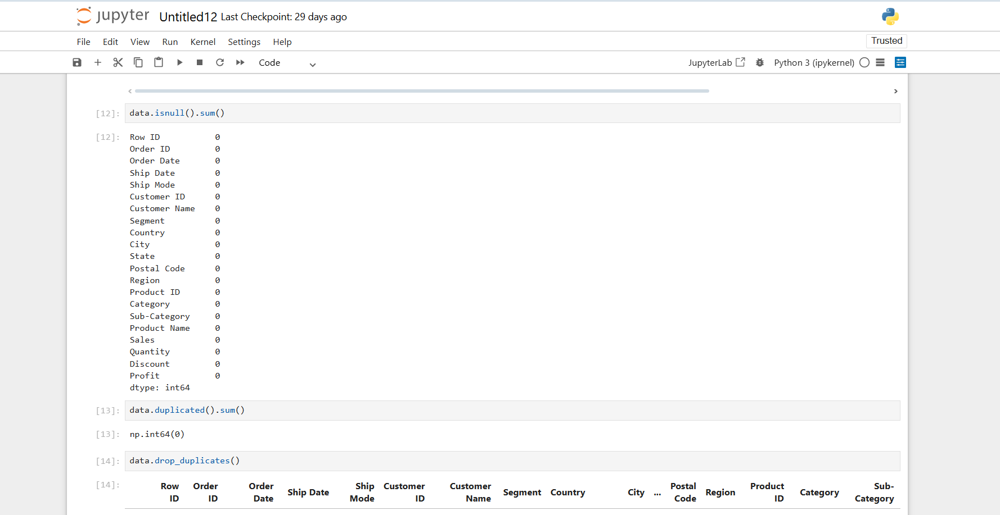 jupyter Untitled12 Last Checkpoint: 29 days ago
File Edit View Run Kernel Settings Help Trusted
Code JupyterLab Python 3 (ipykernel)
[12]: data.isnull().sum()
[12]: Row ID 0
Order ID 0
Order Date 0
Ship Date 0
Ship Mode 0
Customer ID 0
Customer Name 0
Segment 0
Country 0
City 0
State 0
Postal Code 0
Region 0
Product ID 0
Category 0
Sub-Category 0
Product Name 0
Sales 0
Quantity 0
Discount 0
Profit 0
dtype: int64
[13]: data.duplicated().sum()
[13]: np.int64(0)
[14]: data.drop_duplicates()
[14]: Row ID Order ID Order Date Ship Date Ship Mode Customer ID Customer Name Segment Country City ... Postal Code Region Product ID Category Sub-Category